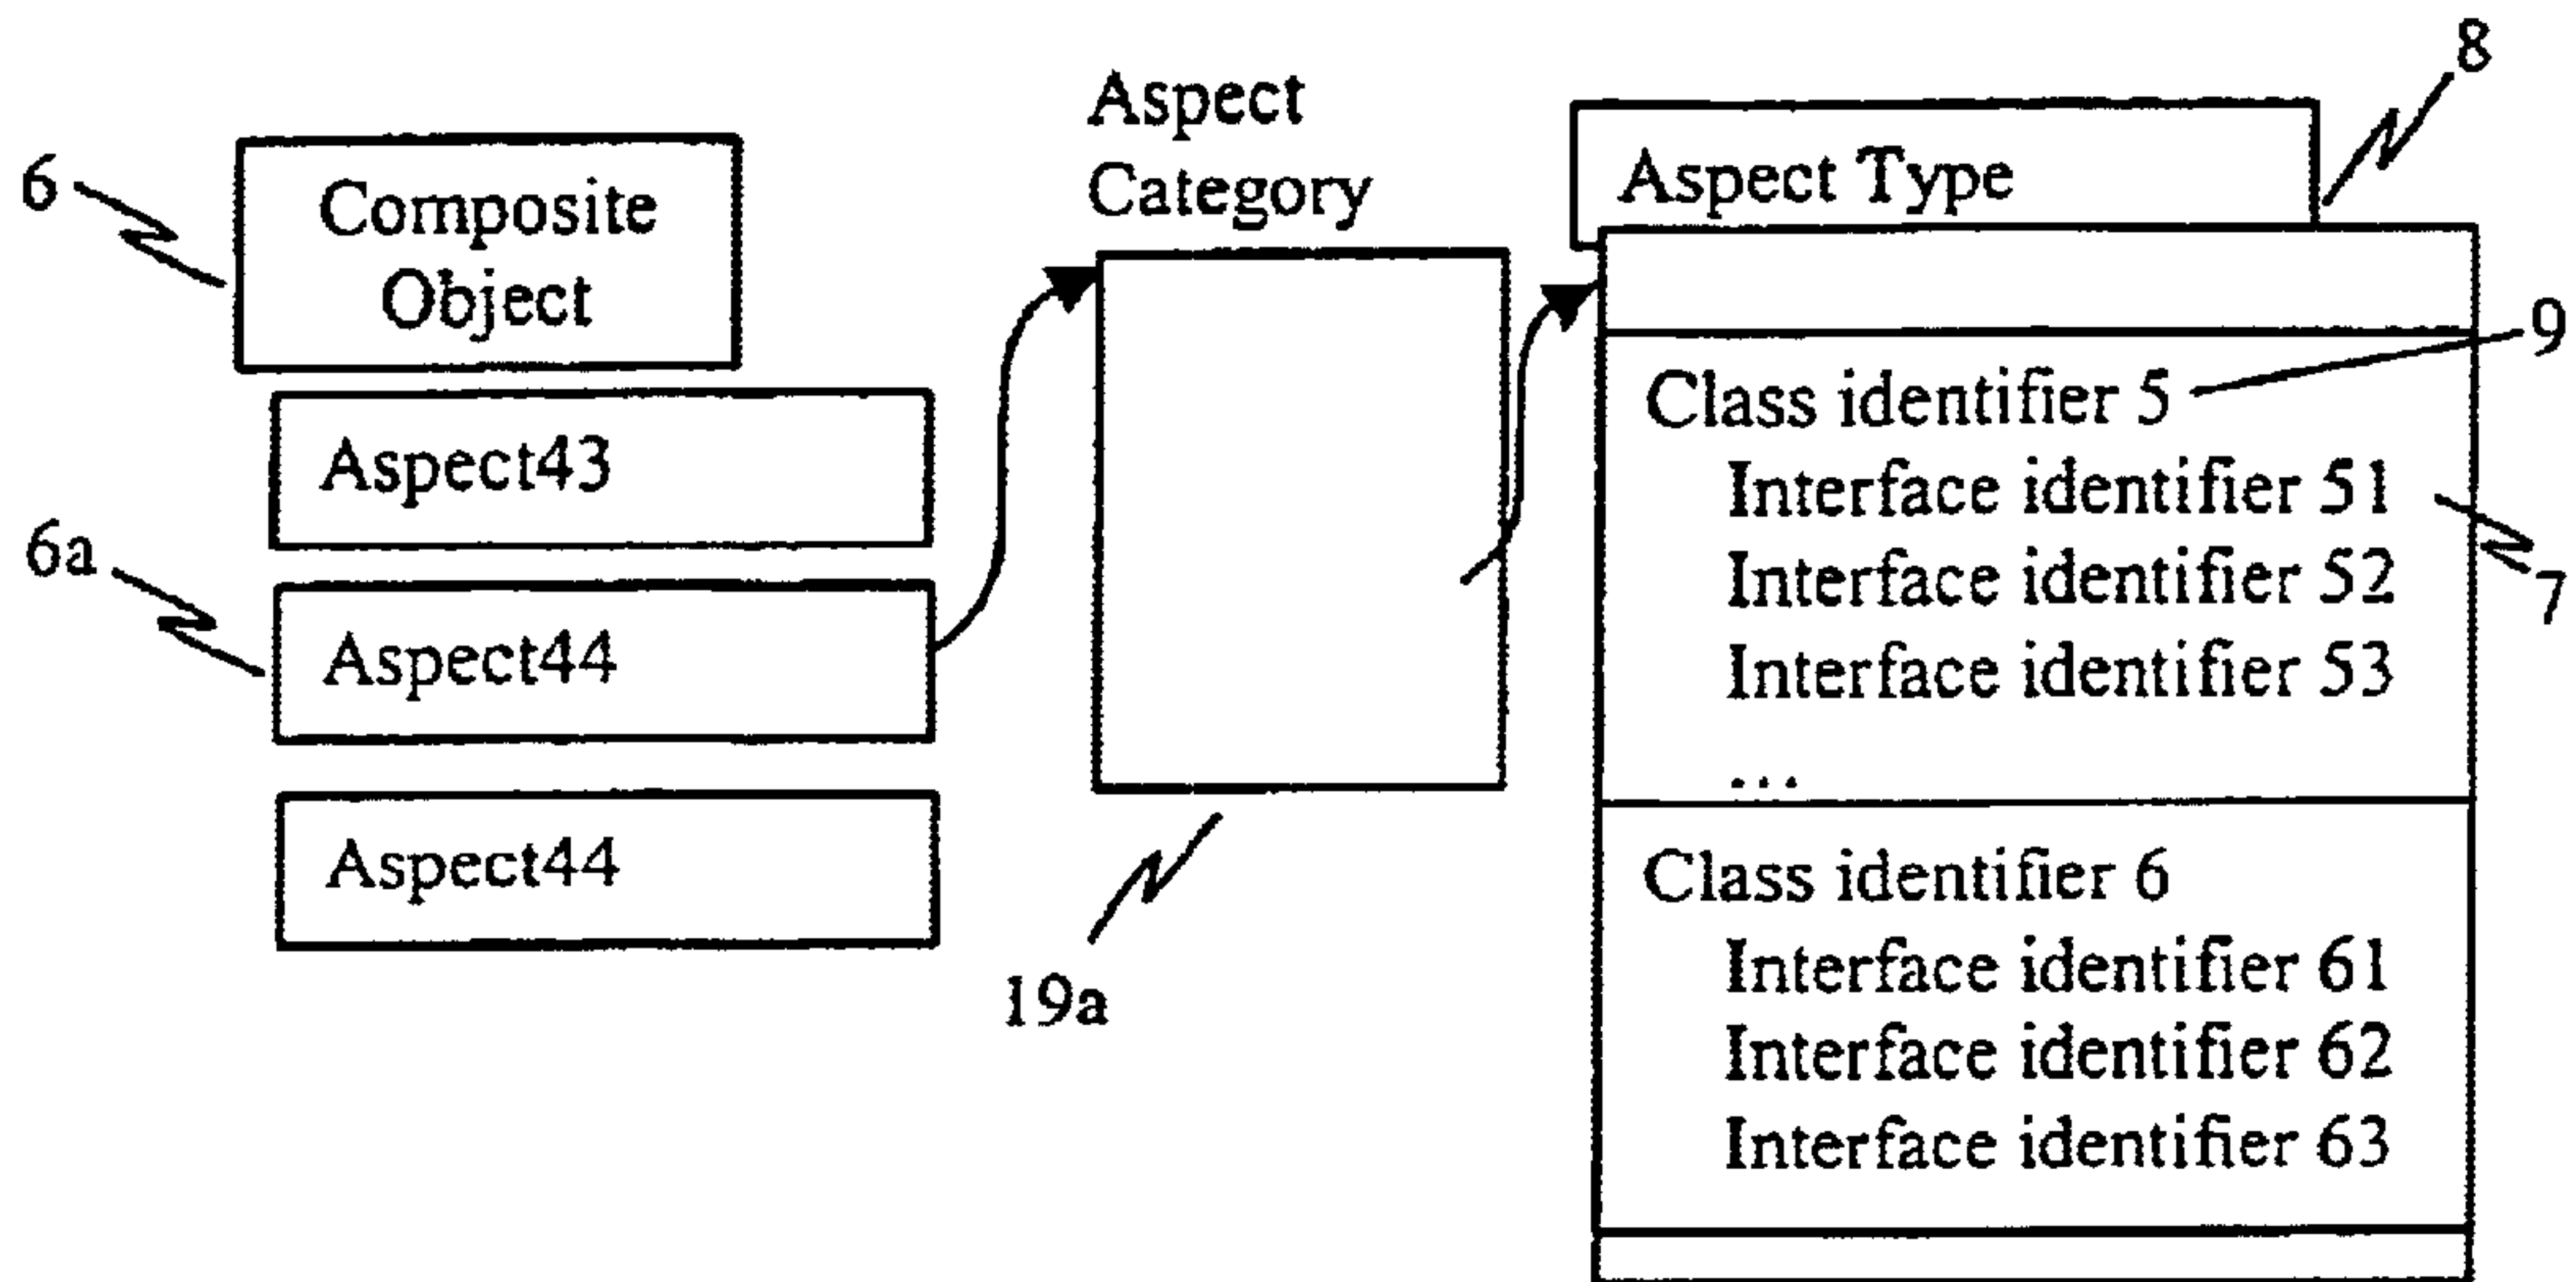 6
Composite
Object
Aspect43
6a
Aspect44
Aspect44
Aspect
Category
19a
8
Aspect Type
9
Class identifier 5
Interface identifier 51
Interface identifier 52
Interface identifier 53
...
7
Class identifier 6
Interface identifier 61
Interface identifier 62
Interface identifier 63